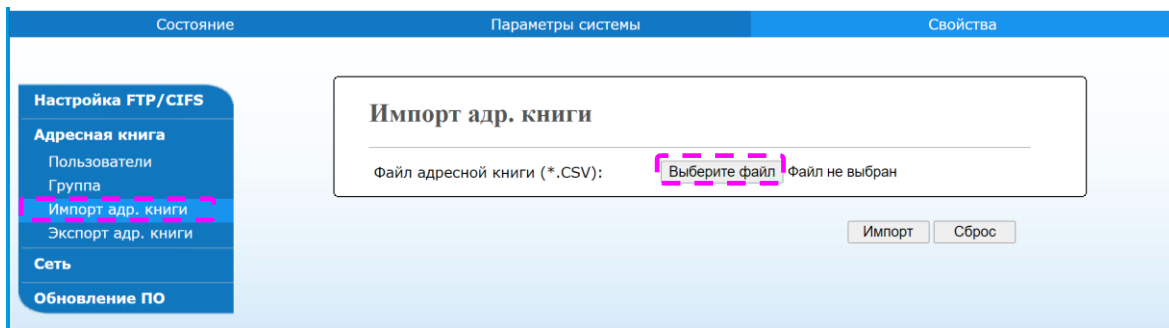 Состояние Параметры системы Свойства
Настройка FTP/CIFS
Адресная книга
Пользователи
Группа
Импорт адр. книги
Экспорт адр. книги
Сеть
Обновление ПО
Импорт адр. книги
Файл адресной книги (*.CSV): Выберите файл Файл не выбран
Импорт Сброс